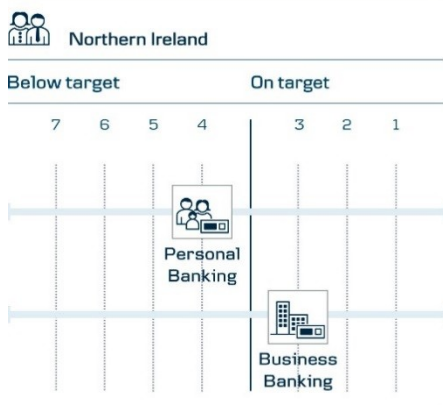 Northern Ireland
Below target On target
7 6 5 4 3 2 1
Personal
Banking
Business
Banking